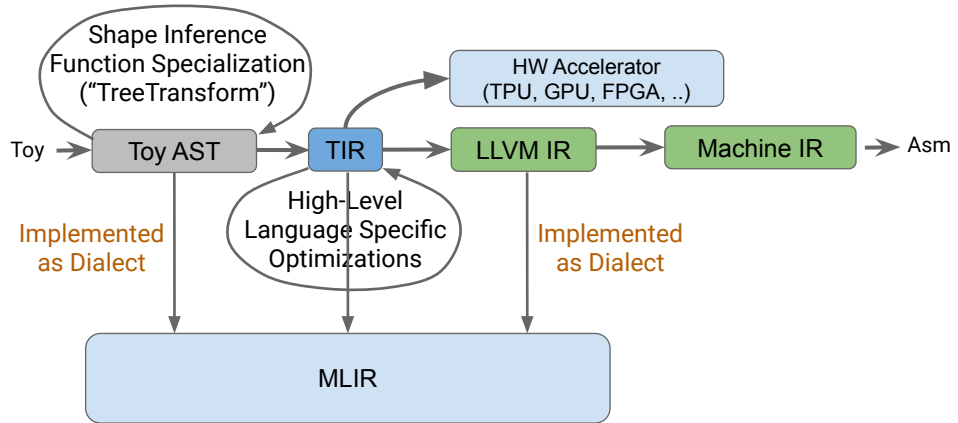 Shape Inference
Function Specialization
(“TreeTransform”)
HW Accelerator
(TPU, GPU, FPGA, ..)
Toy
Toy AST
TIR
LLVM IR
Machine IR
Asm
High-Level
Language Specific
Optimizations
Implemented
as Dialect
Implemented
as Dialect
MLIR